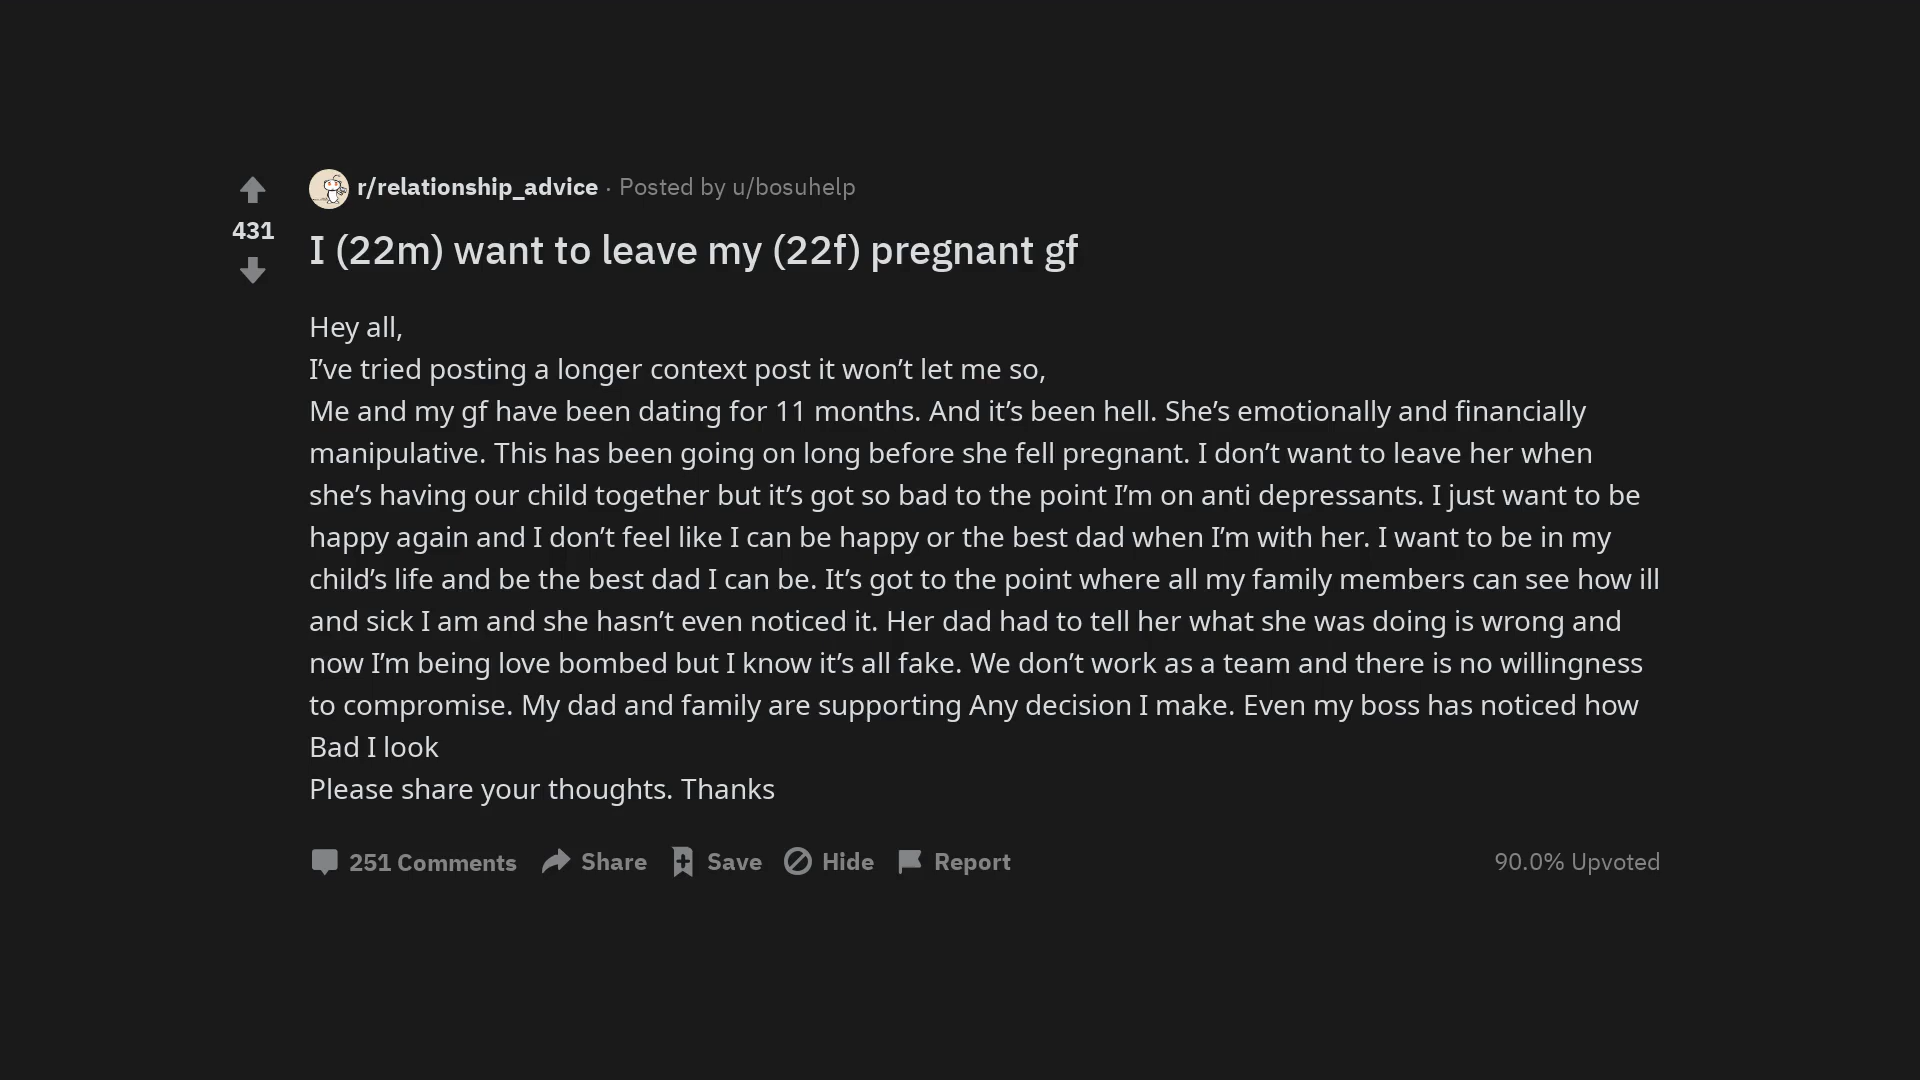 r/relationship_advice · Posted by u/bosuhelp
431
I (22m) want to leave my (22f) pregnant gf
Hey all,
I’ve tried posting a longer context post it won’t let me so,
Me and my gf have been dating for 11 months. And it’s been hell. She’s emotionally and financially
manipulative. This has been going on long before she fell pregnant. I don’t want to leave her when
she’s having our child together but it’s got so bad to the point I’m on anti depressants. I just want to be
happy again and I don’t feel like I can be happy or the best dad when I’m with her. I want to be in my
child’s life and be the best dad I can be. It’s got to the point where all my family members can see how ill
and sick I am and she hasn’t even noticed it. Her dad had to tell her what she was doing is wrong and
now I’m being love bombed but I know it’s all fake. We don’t work as a team and there is no willingness
to compromise. My dad and family are supporting Any decision I make. Even my boss has noticed how
Bad I look
Please share your thoughts. Thanks
251 Comments Share Save Hide Report 90.0% Upvoted